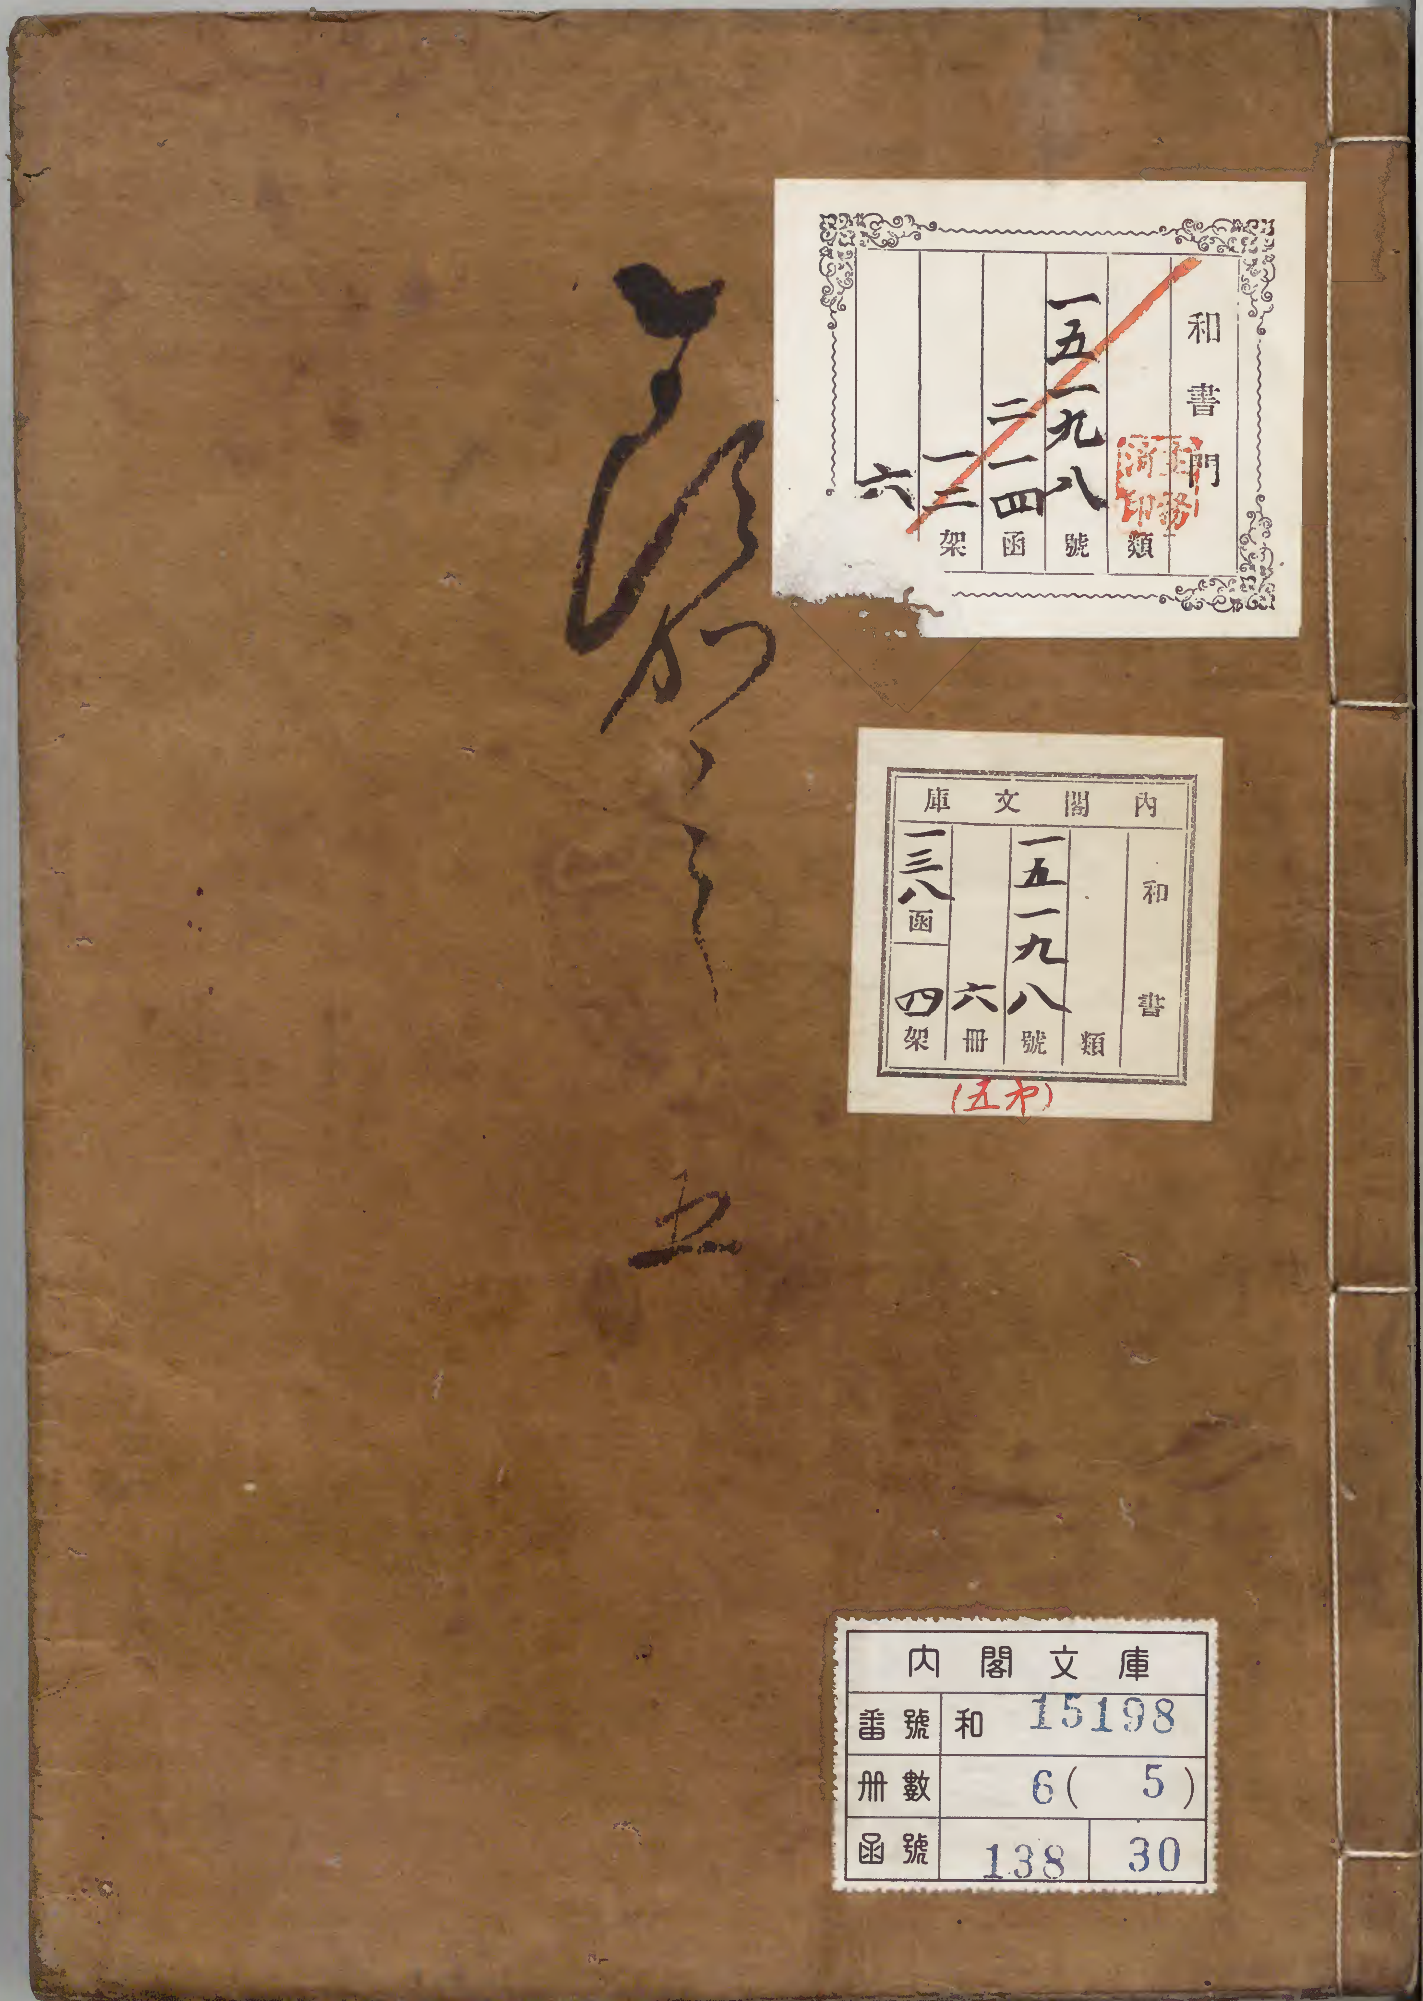 和書門
類
一五一九八號
二一四函
一二架
六
内閣文庫
和書
類
一五一九八號
六冊
一三八函
四架
五
内閣文庫
番號 和 15198
冊數 6(5)
函號 138 30